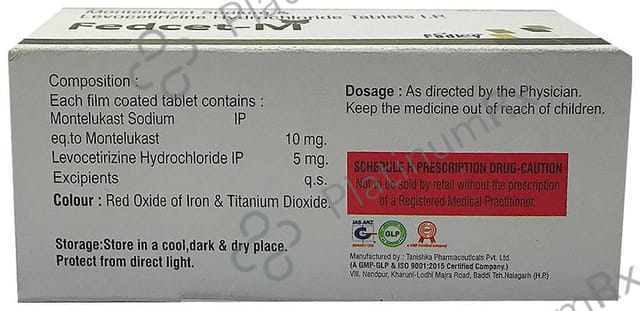 Montelukast Sodium &
Levocetirizine Hydrochloride Tablets I.P.
Fedcet-M
Composition :
Each film coated tablet contains :
Montelukast Sodium IP
eq.to Montelukast 10 mg.
Levocetirizine Hydrochloride IP 5 mg.
Excipients q.s.
Colour : Red Oxide of Iron & Titanium Dioxide.
Storage:Store in a cool,dark & dry place.
Protect from direct light.
Dosage : As directed by the Physician.
Keep the medicine out of reach of children.
SCHEDULE H PRESCRIPTION DRUG-CAUTION
Not to be sold by retail without the prescription
of a Registered Medical Practitioner.
JAS-ANZ
GLP
Manufactured by : Tanishka Pharmaceuticals Pvt. Ltd.
(A GMP-GLP & ISO 9001:2015 Certified Company.)
Vill. Nandpur, Kharuni-Lodhi Majra Road, Baddi Teh.Nalagarh (H.P.)
PlatinumRx
PlatinumRx